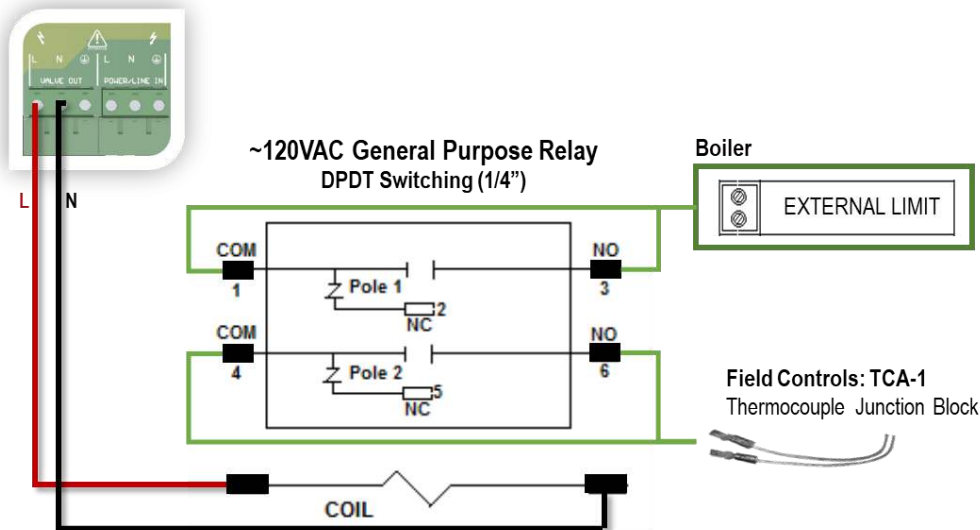 L N L N
VALVE OUT POWER/LINE IN
L N
~120VAC General Purpose Relay
DPDT Switching (1/4”)
Boiler
EXTERNAL LIMIT
COM
1
Pole 1
2
NC
NO
3
COM
4
Pole 2
5
NC
NO
6
Field Controls: TCA-1
Thermocouple Junction Block
COIL